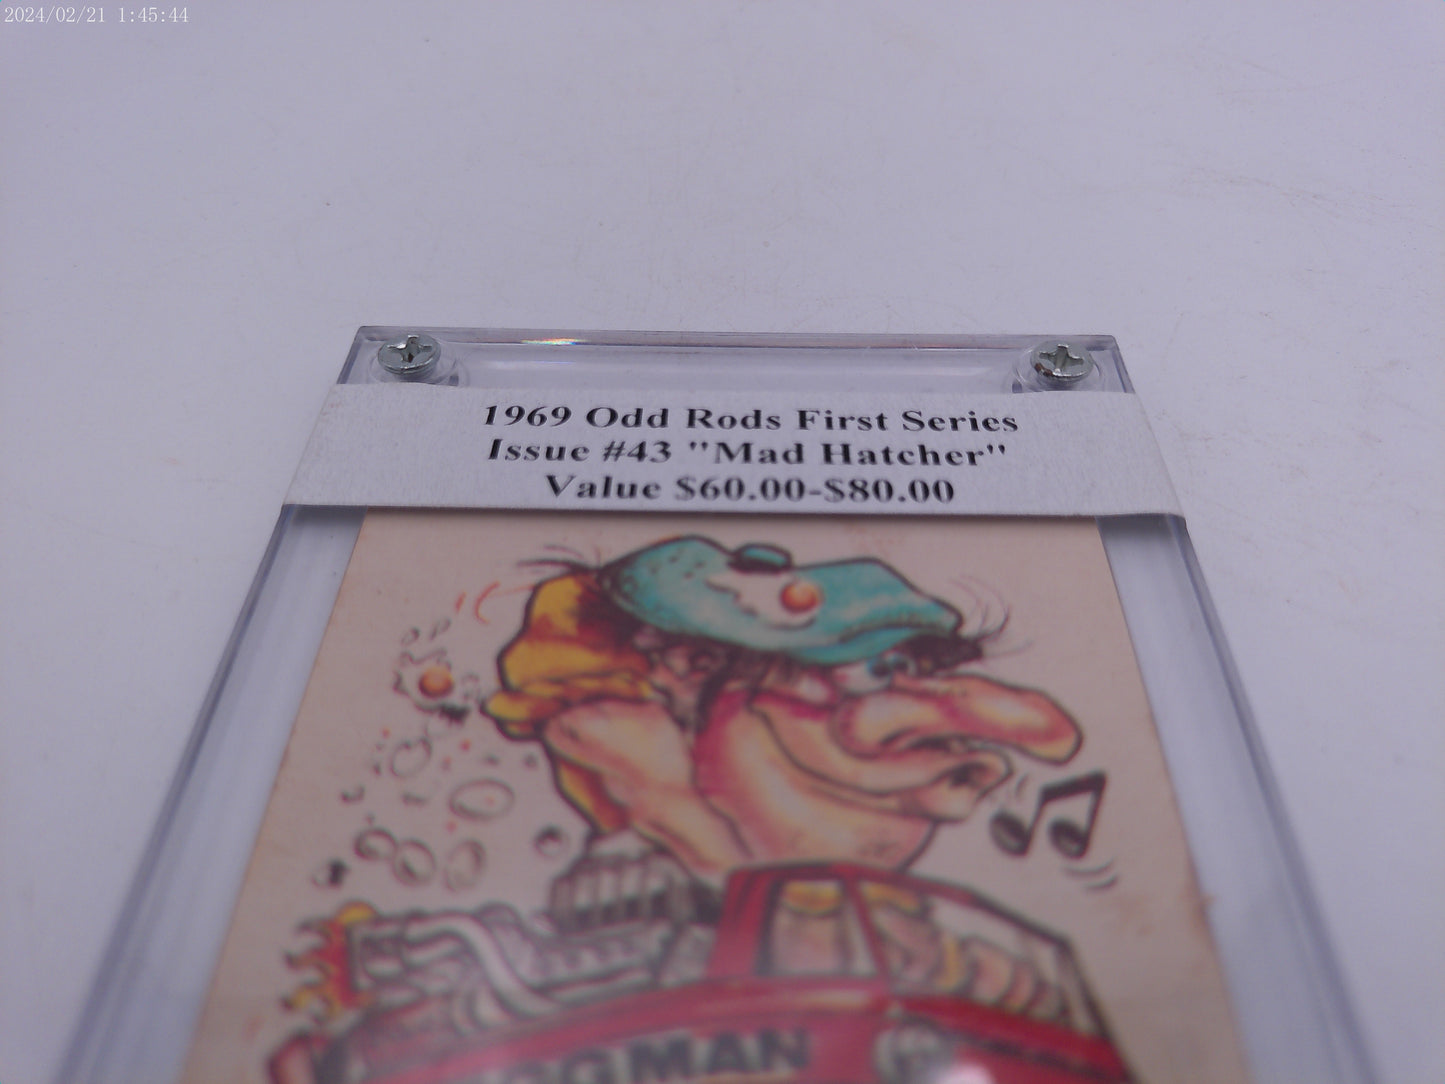 2024/02/21 1:45:44
1969 Odd Rods First Series
Issue #43 "Mad Hatcher"
Value $60.00-$80.00